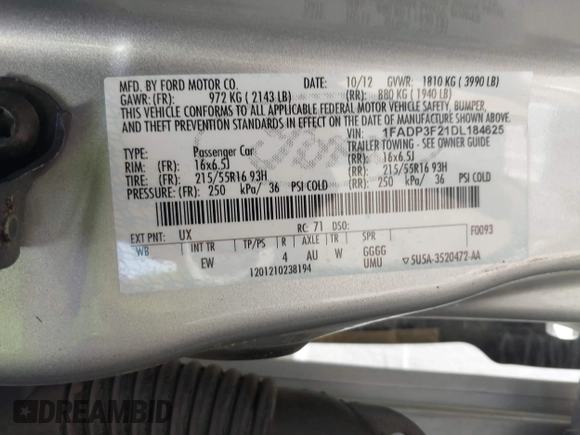 MFD. BY FORD MOTOR CO. DATE: 10/12 GVWR: 1810 KG ( 3990 LB)
GAWR: (FR): 972 KG ( 2143 LB) (RR): 880 KG ( 1940 LB)
THIS VEHICLE CONFORMS TO ALL APPLICABLE FEDERAL MOTOR VEHICLE SAFETY, BUMPER,
AND THEFT PREVENTION STANDARDS IN EFFECT ON THE DATE OF MANUFACTURE SHOWN ABOVE.
VIN: 1FADP3F21DL184625
TYPE: Passenger Car TRAILER TOWING - SEE OWNER GUIDE
RIM: (FR): 16x6.5J (RR): 16x6.5J
TIRE: (FR): 215/55R16 93H (RR): 215/55R16 93H
PRESSURE: (FR): 250 kPa/ 36 PSI COLD (RR): 250 kPa/ 36 PSI COLD
EXT PNT: UX RC: 71 DSO: F0093
WB INT TR TP/PS R AXLE TR SPR
EW 4 AU W GGGG
UMU
1201210238194 5U5A-3520472-AA
DREAMBID